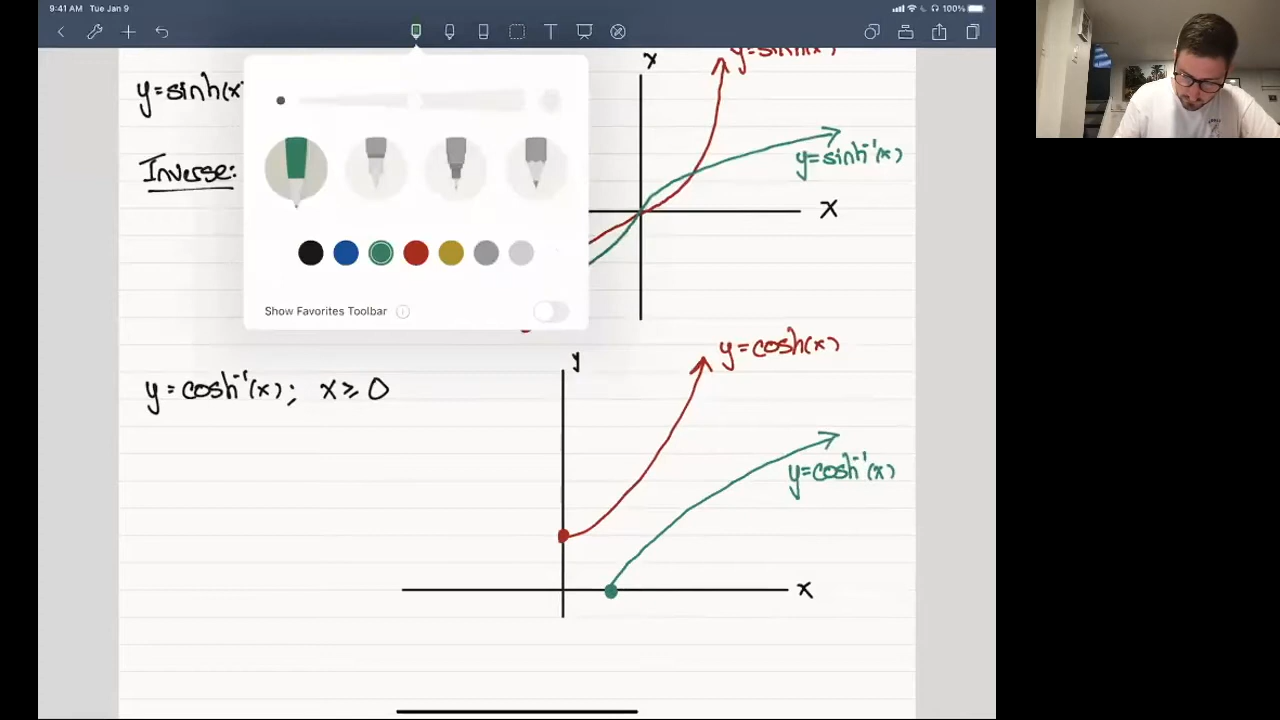 9:41 AM Tue Jan 9
100%
y=sinh(x
x
y=sinh(x)
y=sinh⁻¹(x)
Inverse:
x
Show Favorites Toolbar
y
y=cosh(x)
y=cosh⁻¹(x); x≥0
y=cosh⁻¹(x)
x